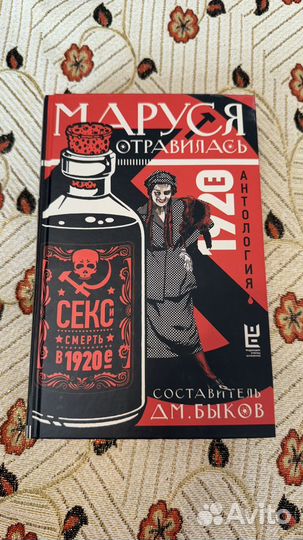 МАРУСЯ
ОТРАВИЛАСЬ
1920Е
АНТОЛОГИЯ
СЕКС
СМЕРТЬ
В 1920е
СОСТАВИТЕЛЬ
ДМ. БЫКОВ
Avito